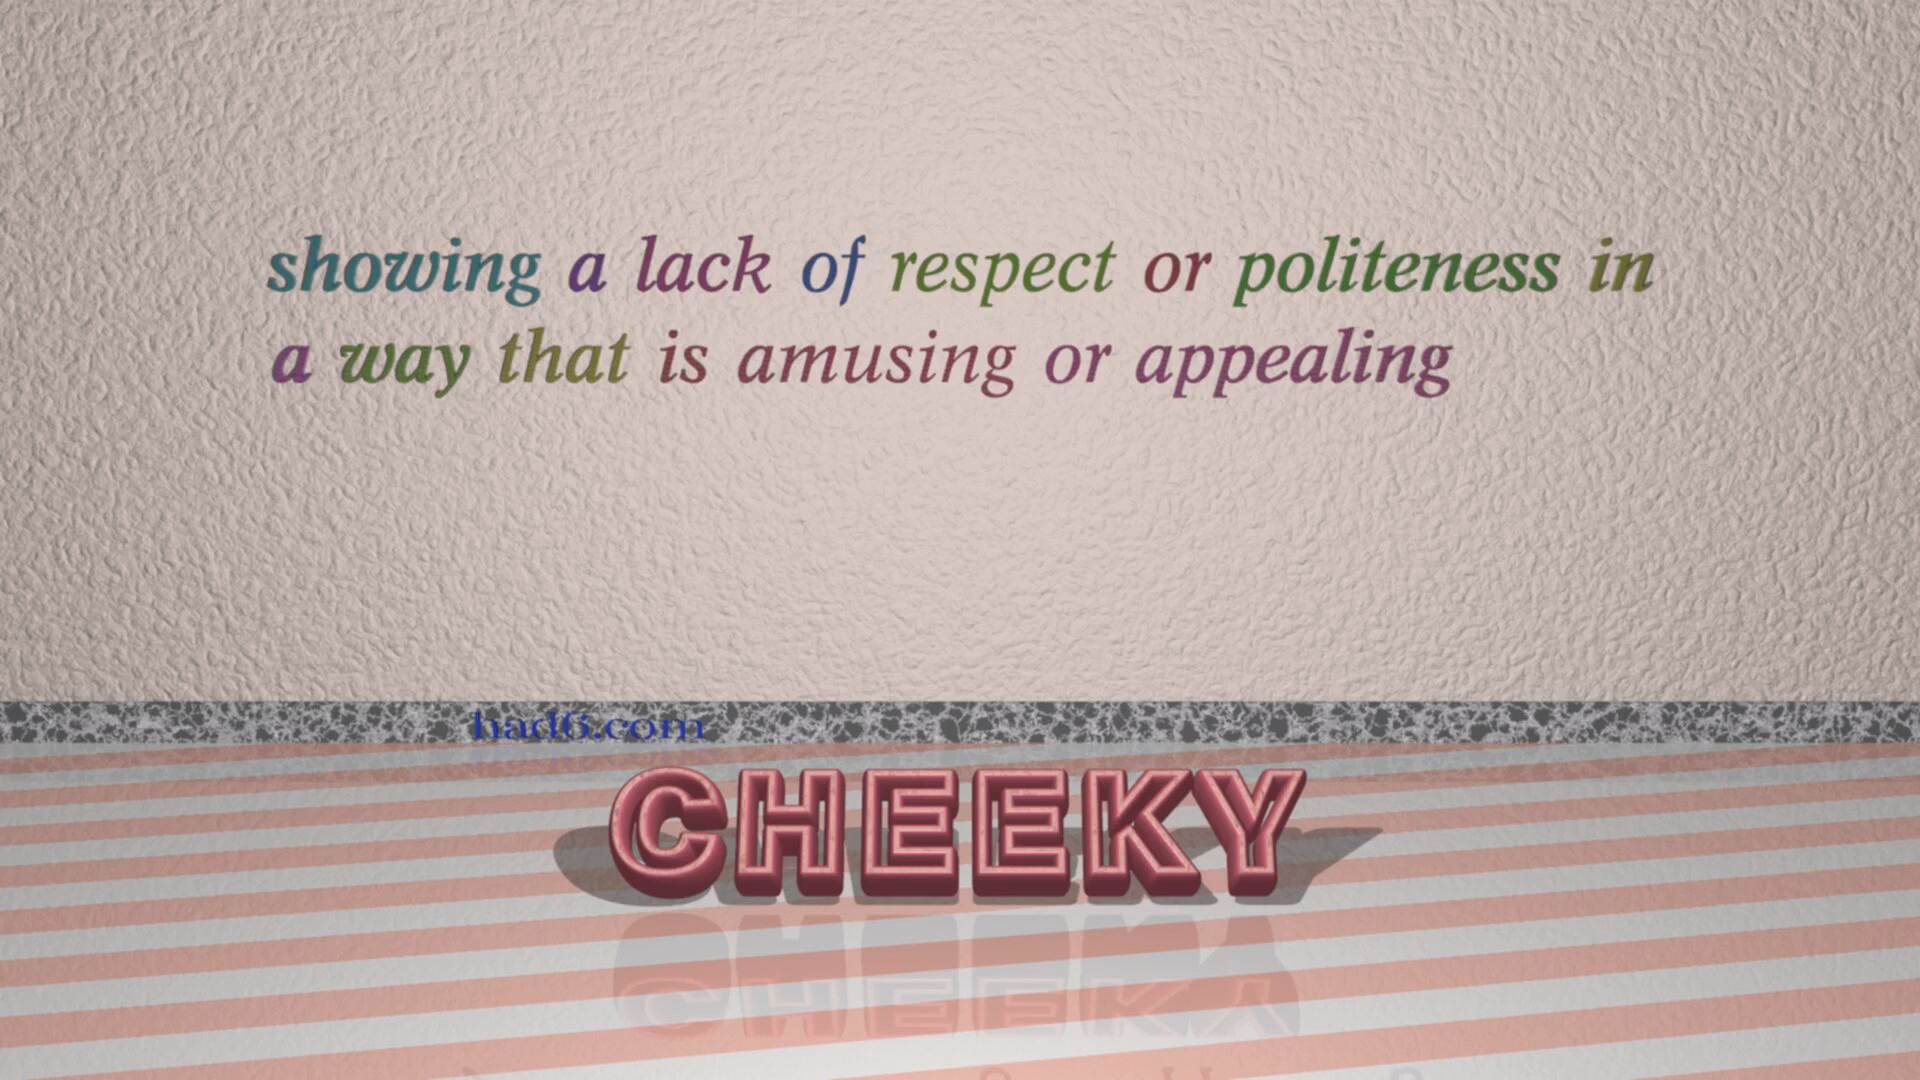 showing a lack of respect or politeness in
a way that is amusing or appealing
had6.com
CHEEKY